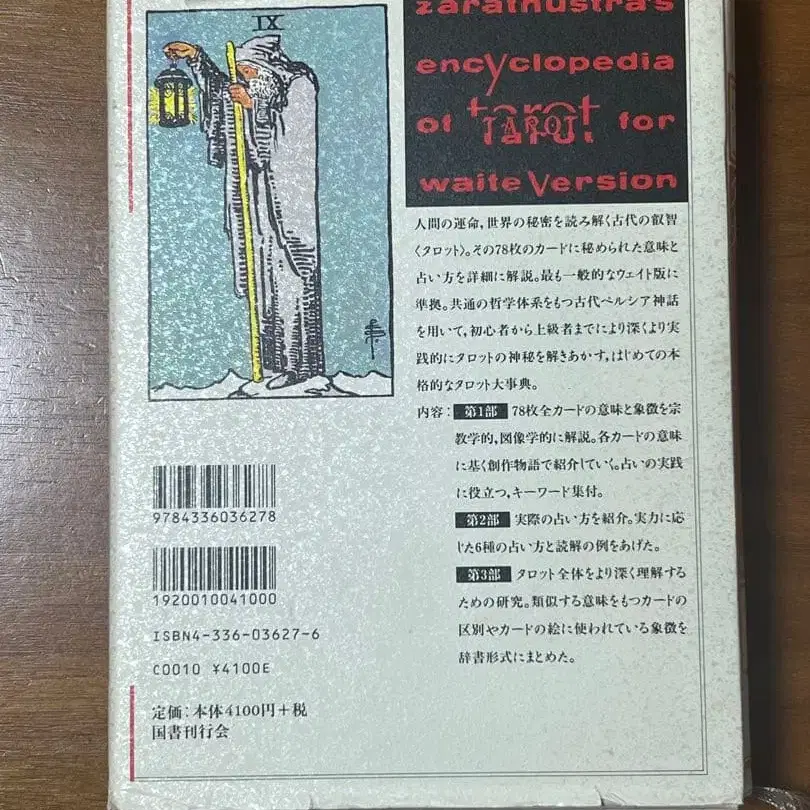 IX
zarathustra's
encyclopedia
of tarot for
TAROT
waite version
人間の運命,世界の秘密を読み解く古代の叡智
〈タロット〉。その78枚のカードに秘められた意味と
占い方を詳細に解説。最も一般的なウェイト版に
準拠。共通の哲学体系をもつ古代ペルシア神話
を用いて,初心者から上級者までにより深くより実
践的にタロットの神秘を解きあかす,はじめての本
格的なタロット大事典。
内容: 第1部 78枚全カードの意味と象徴を宗
教学的,図像学的に解説。各カードの意味
に基く創作物語で紹介していく。占いの実践
に役立つ,キーワード集付。
第2部 実際の占い方を紹介。実力に応
じた6種の占い方と読解の例をあげた。
第3部 タロット全体をより深く理解する
ための研究。類似する意味をもつカードの
区別やカードの絵に使われている象徴を
辞書形式にまとめた。
9784336036278
1920010041000
ISBN4-336-03627-6
C0010 ¥4100E
定価:本体4100円+税
国書刊行会